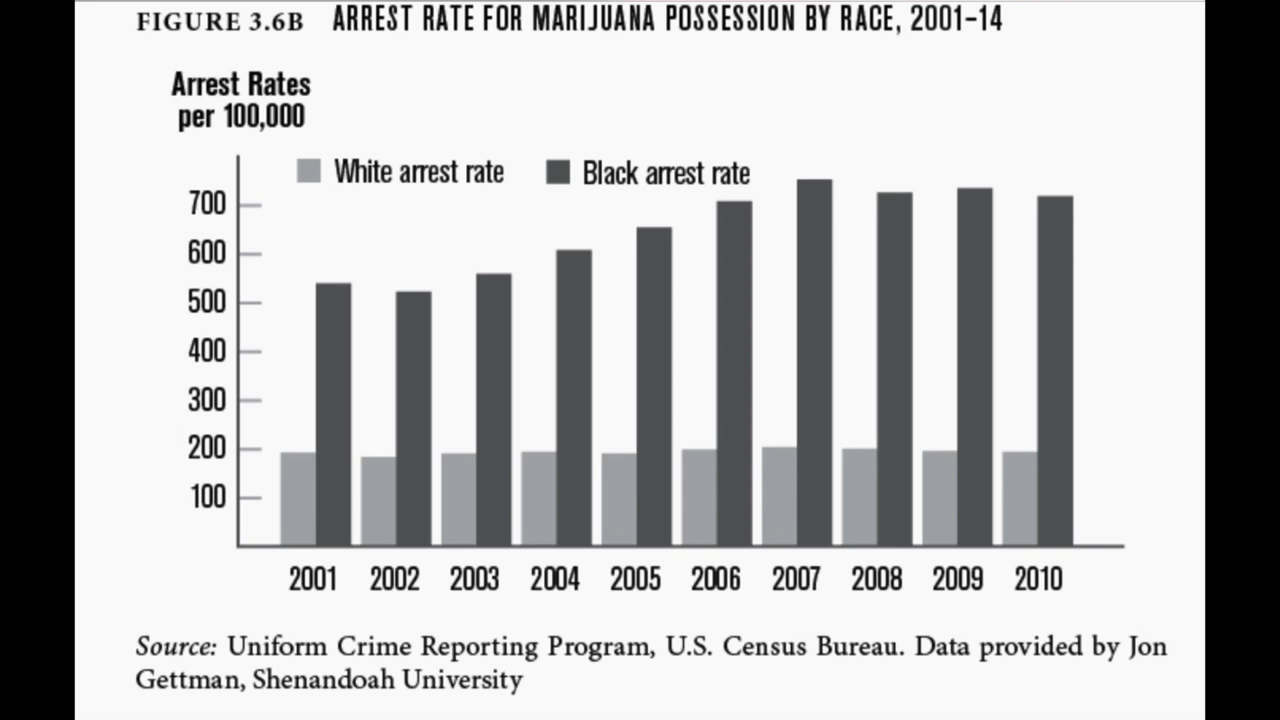 FIGURE 3.6B ARREST RATE FOR MARIJUANA POSSESSION BY RACE, 2001–14
Arrest Rates
per 100,000
White arrest rate Black arrest rate
700
600
500
400
300
200
100
2001 2002 2003 2004 2005 2006 2007 2008 2009 2010
Source: Uniform Crime Reporting Program, U.S. Census Bureau. Data provided by Jon
Gettman, Shenandoah University